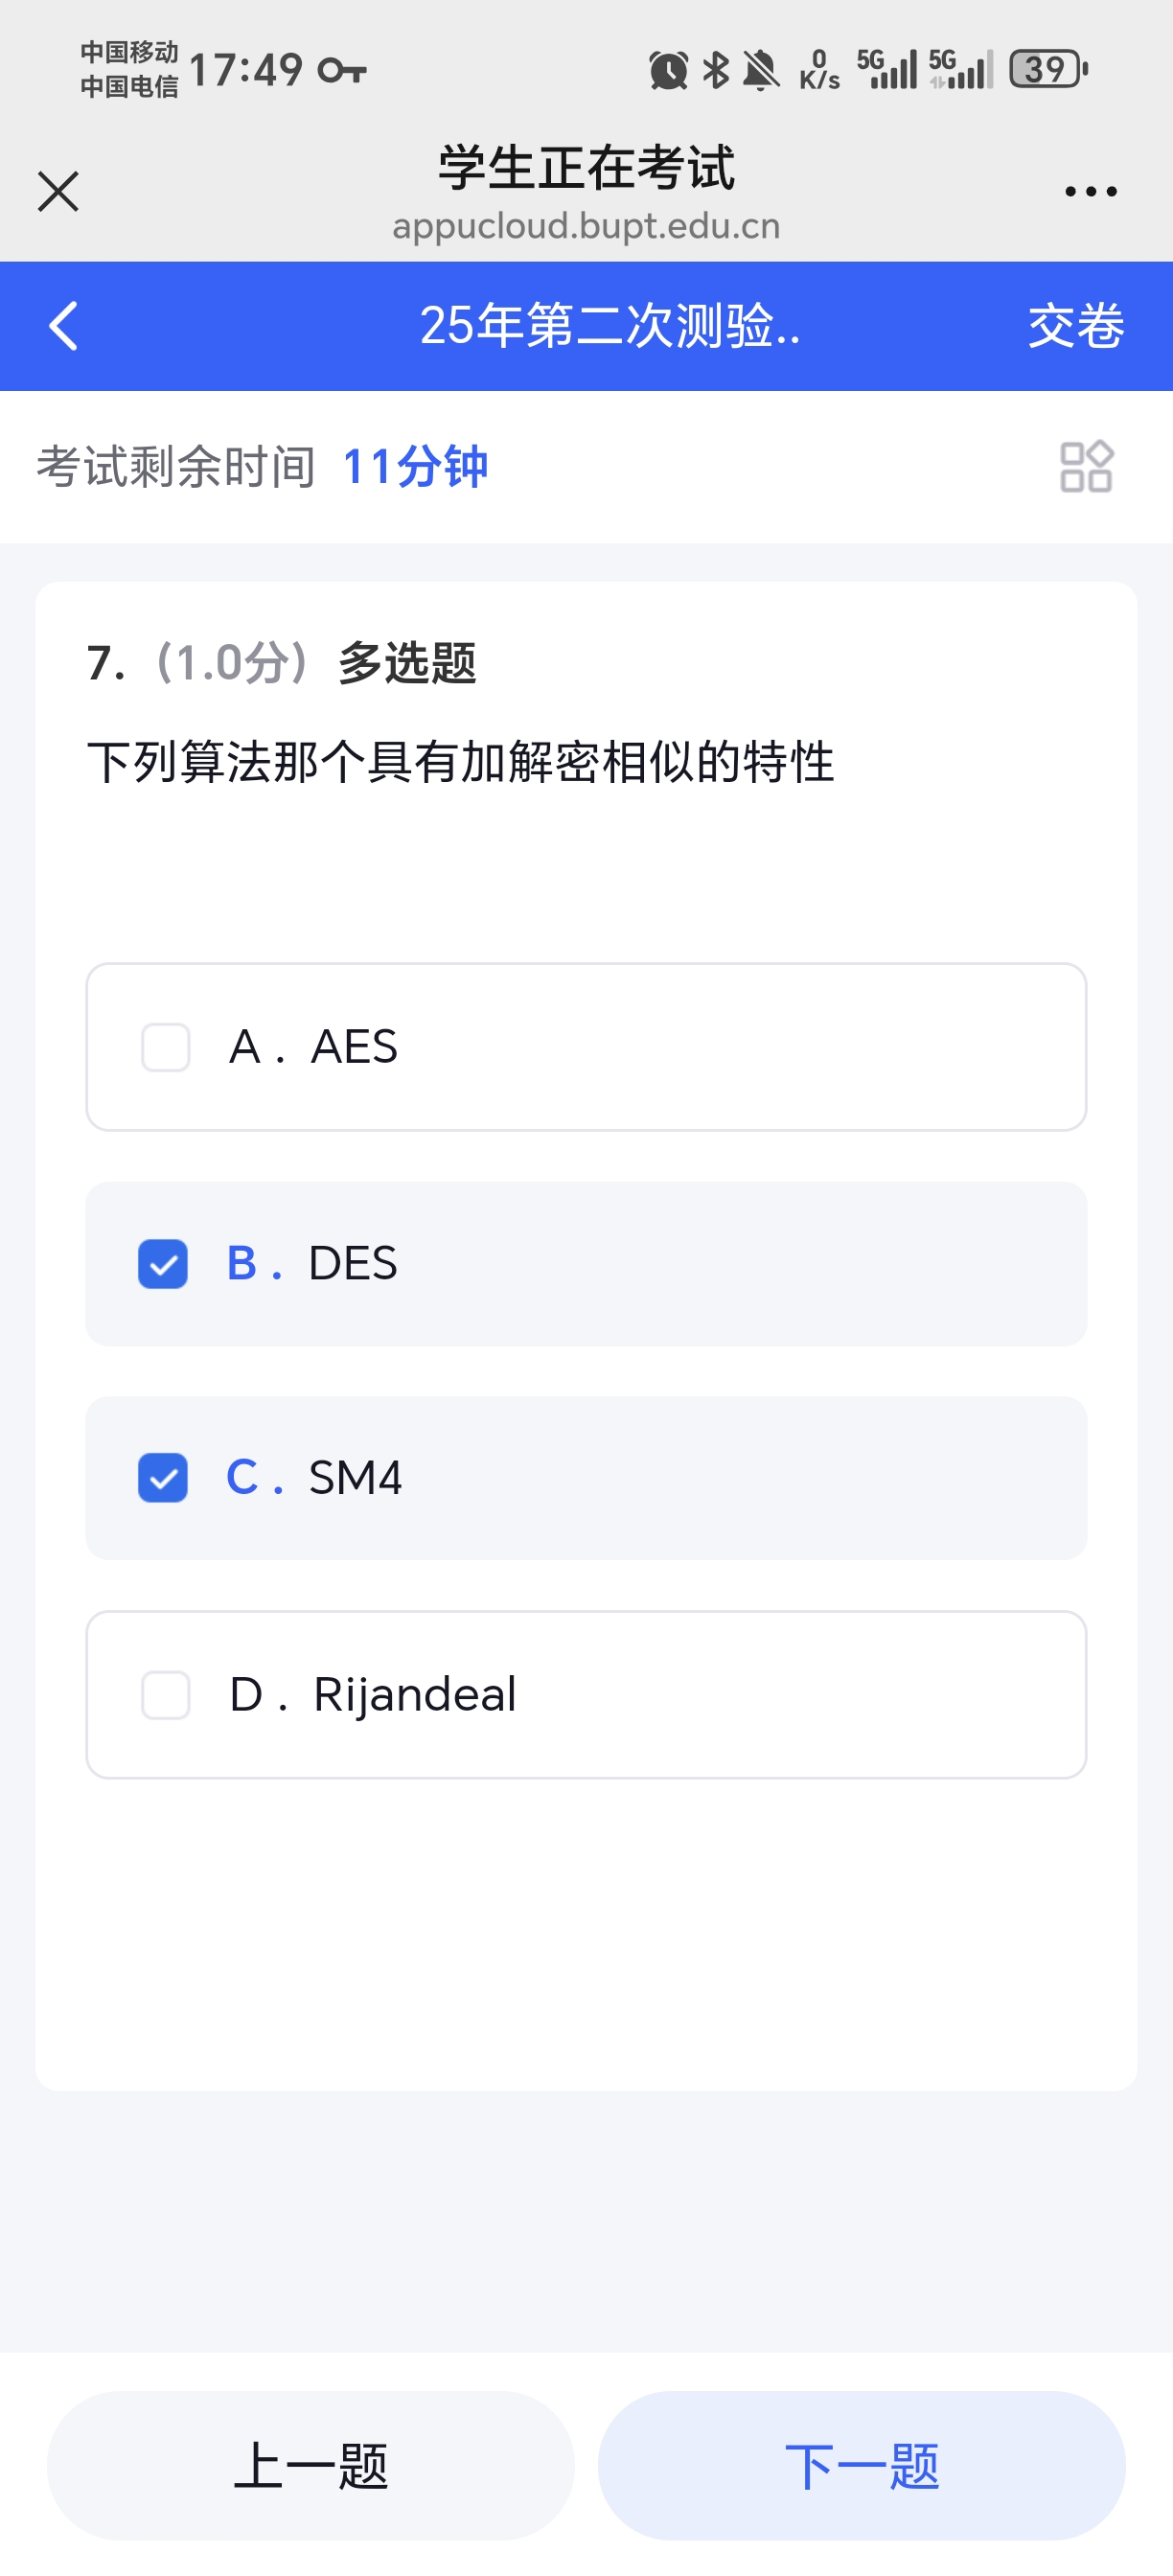 中国移动
中国电信
17:49
0
K/s
5G
5G
39
学生正在考试
appucloud.bupt.edu.cn
25年第二次测验..
交卷
考试剩余时间 11分钟
7. (1.0分) 多选题
下列算法那个具有加解密相似的特性
A . AES
B . DES
C . SM4
D . Rijandeal
上一题
下一题